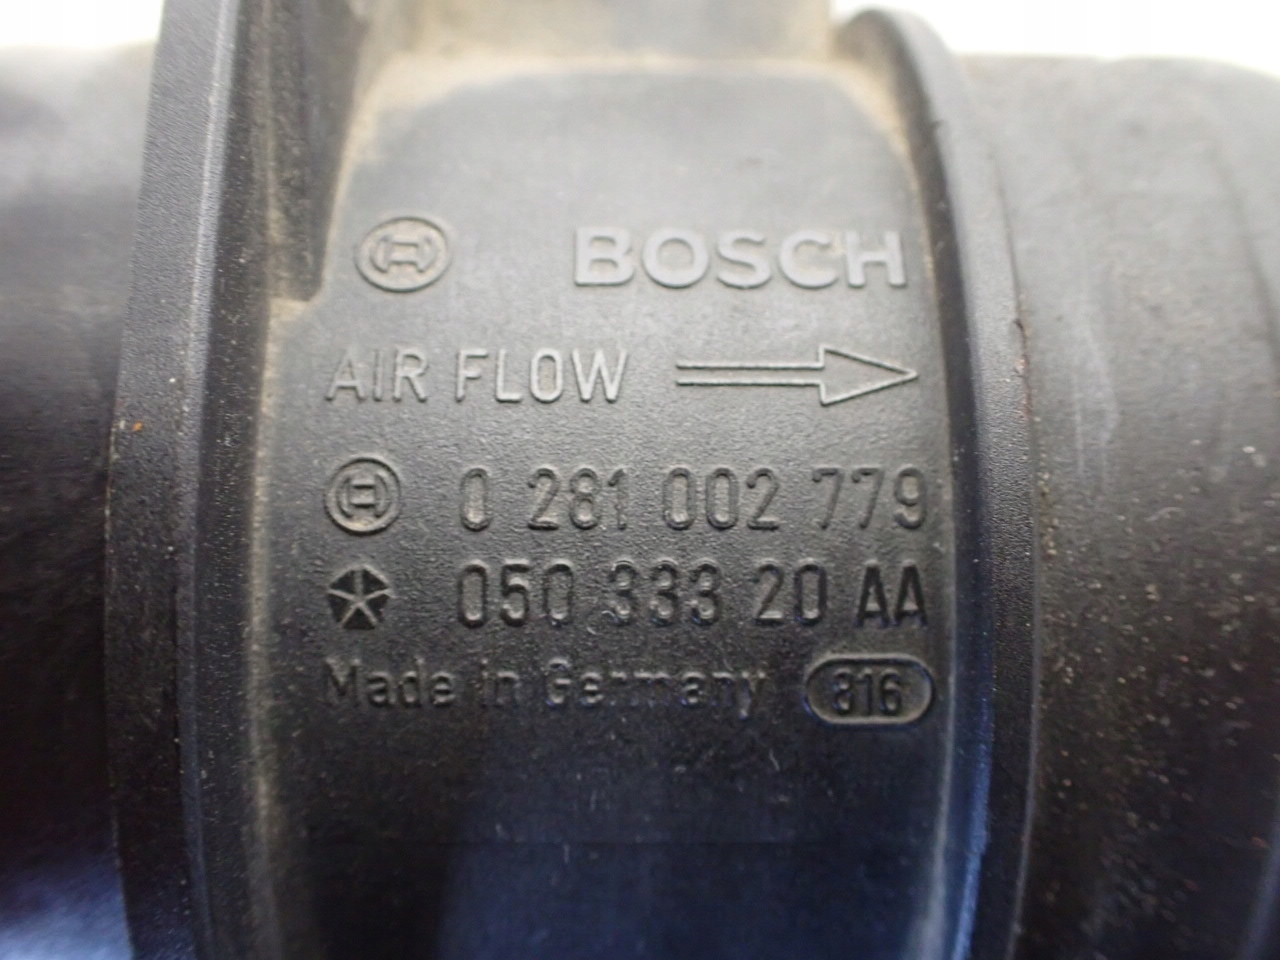 BOSCH
AIR FLOW
0 281 002 779
050 333 20 AA
Made in Germany 816